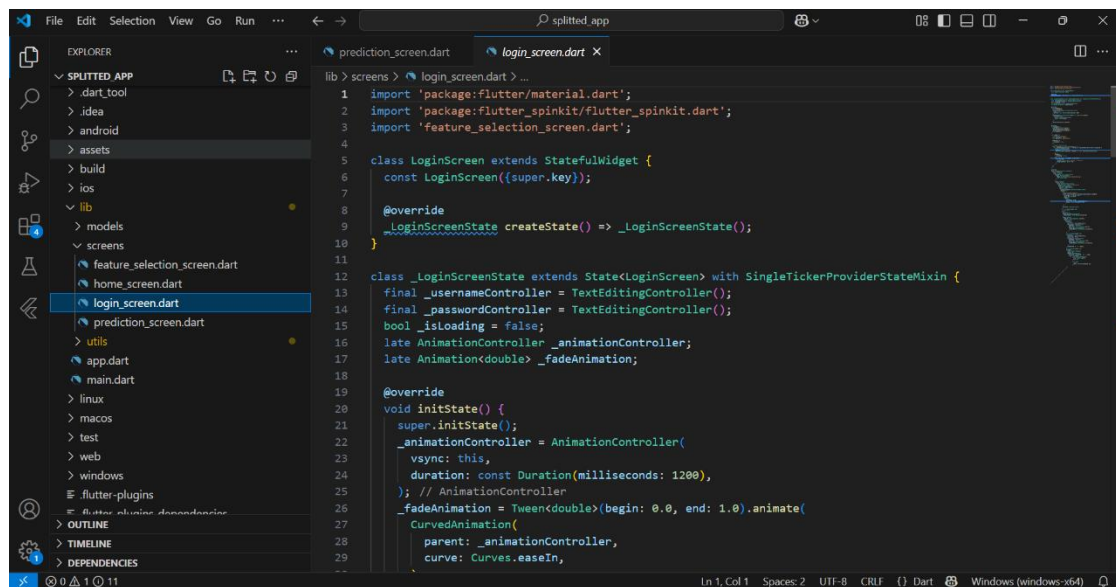 File Edit Selection View Go Run ... splitted_app
EXPLORER ...
SPLITTED_APP
.dart_tool
.idea
android
assets
build
ios
lib
models
screens
feature_selection_screen.dart
home_screen.dart
login_screen.dart
prediction_screen.dart
utils
app.dart
main.dart
linux
macos
test
web
windows
.flutter-plugins
.flutter-plugins-dependencies
OUTLINE
TIMELINE
DEPENDENCIES
4
1
prediction_screen.dart login_screen.dart
lib > screens > login_screen.dart > ...
1 import 'package:flutter/material.dart';
2 import 'package:flutter_spinkit/flutter_spinkit.dart';
3 import 'feature_selection_screen.dart';
4
5 class LoginScreen extends StatefulWidget {
6 const LoginScreen({super.key});
7
8 @override
9 _LoginScreenState createState() => _LoginScreenState();
10 }
11
12 class _LoginScreenState extends State<LoginScreen> with SingleTickerProviderStateMixin {
13 final _usernameController = TextEditingController();
14 final _passwordController = TextEditingController();
15 bool _isLoading = false;
16 late AnimationController _animationController;
17 late Animation<double> _fadeAnimation;
18
19 @override
20 void initState() {
21 super.initState();
22 _animationController = AnimationController(
23 vsync: this,
24 duration: const Duration(milliseconds: 1200),
25 ); // AnimationController
26 _fadeAnimation = Tween<double>(begin: 0.0, end: 1.0).animate(
27 CurvedAnimation(
28 parent: _animationController,
29 curve: Curves.easeIn,
0 1 11 Ln 1, Col 1 Spaces: 2 UTF-8 CRLF {} Dart Windows (windows-x64)